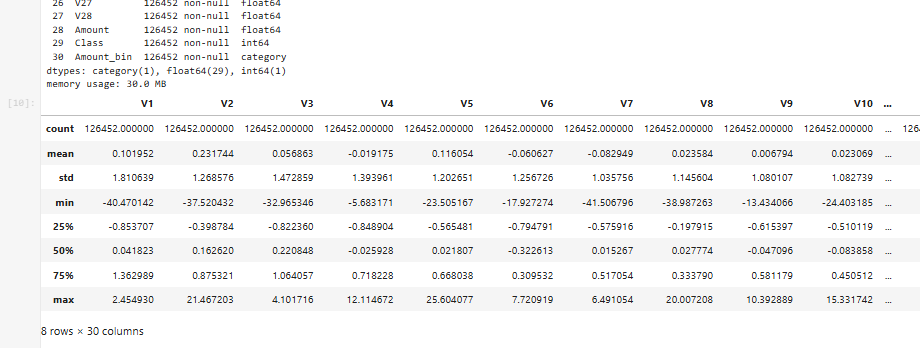 26 V27 126452 non-null float64
27 V28 126452 non-null float64
28 Amount 126452 non-null float64
29 Class 126452 non-null int64
30 Amount_bin 126452 non-null category
dtypes: category(1), float64(29), int64(1)
memory usage: 30.0 MB
[10]:
V1 V2 V3 V4 V5 V6 V7 V8 V9 V10 ...
count 126452.000000 126452.000000 126452.000000 126452.000000 126452.000000 126452.000000 126452.000000 126452.000000 126452.000000 126452.000000 ... 126
mean 0.101952 0.231744 0.056863 -0.019175 0.116054 -0.060627 -0.082949 0.023584 0.006794 0.023069 ...
std 1.810639 1.268576 1.472859 1.393961 1.202651 1.256726 1.035756 1.145604 1.080107 1.082739 ...
min -40.470142 -37.520432 -32.965346 -5.683171 -23.505167 -17.927274 -41.506796 -38.987263 -13.434066 -24.403185 ...
25% -0.853707 -0.398784 -0.822360 -0.848904 -0.565481 -0.794791 -0.575916 -0.197915 -0.615397 -0.510119 ...
50% 0.041823 0.162620 0.220848 -0.025928 0.021807 -0.322613 0.015267 0.027774 -0.047096 -0.083858 ...
75% 1.362989 0.875321 1.064057 0.718228 0.668038 0.309532 0.517054 0.333790 0.581179 0.450512 ...
max 2.454930 21.467203 4.101716 12.114672 25.604077 7.720919 6.491054 20.007208 10.392889 15.331742 ...
8 rows × 30 columns